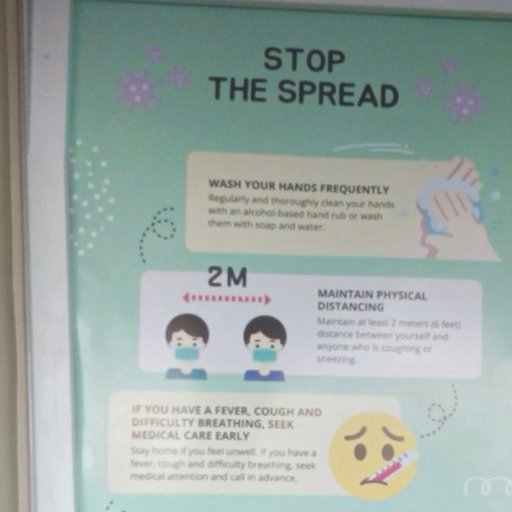 STOP
THE SPREAD
WASH YOUR HANDS FREQUENTLY
Regularly and thoroughly clean your hands
with an alcohol-based hand rub or wash
them with soap and water.
2M
MAINTAIN PHYSICAL
DISTANCING
Maintain at least 2 meters (6 feet)
distance between yourself and
anyone who is coughing or
sneezing.
IF YOU HAVE A FEVER, COUGH AND
DIFFICULTY BREATHING, SEEK
MEDICAL CARE EARLY
Stay home if you feel unwell. If you have a
fever, cough and difficulty breathing, seek
medical attention and call in advance.